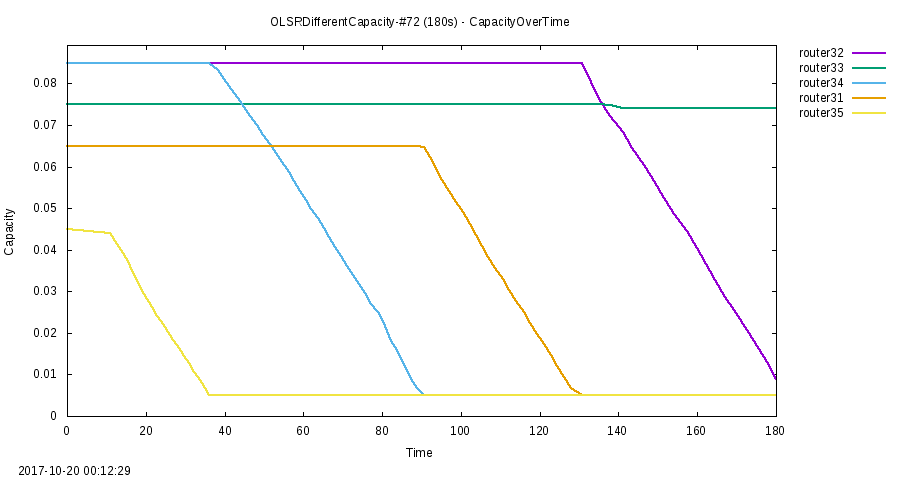 OLSRDifferentCapacity-#72 (180s) - CapacityOverTime
router32
router33
router34
router31
router35
0.08
0.07
0.06
0.05
0.04
0.03
0.02
0.01
0
Capacity
0 20 40 60 80 100 120 140 160 180
Time
2017-10-20 00:12:29